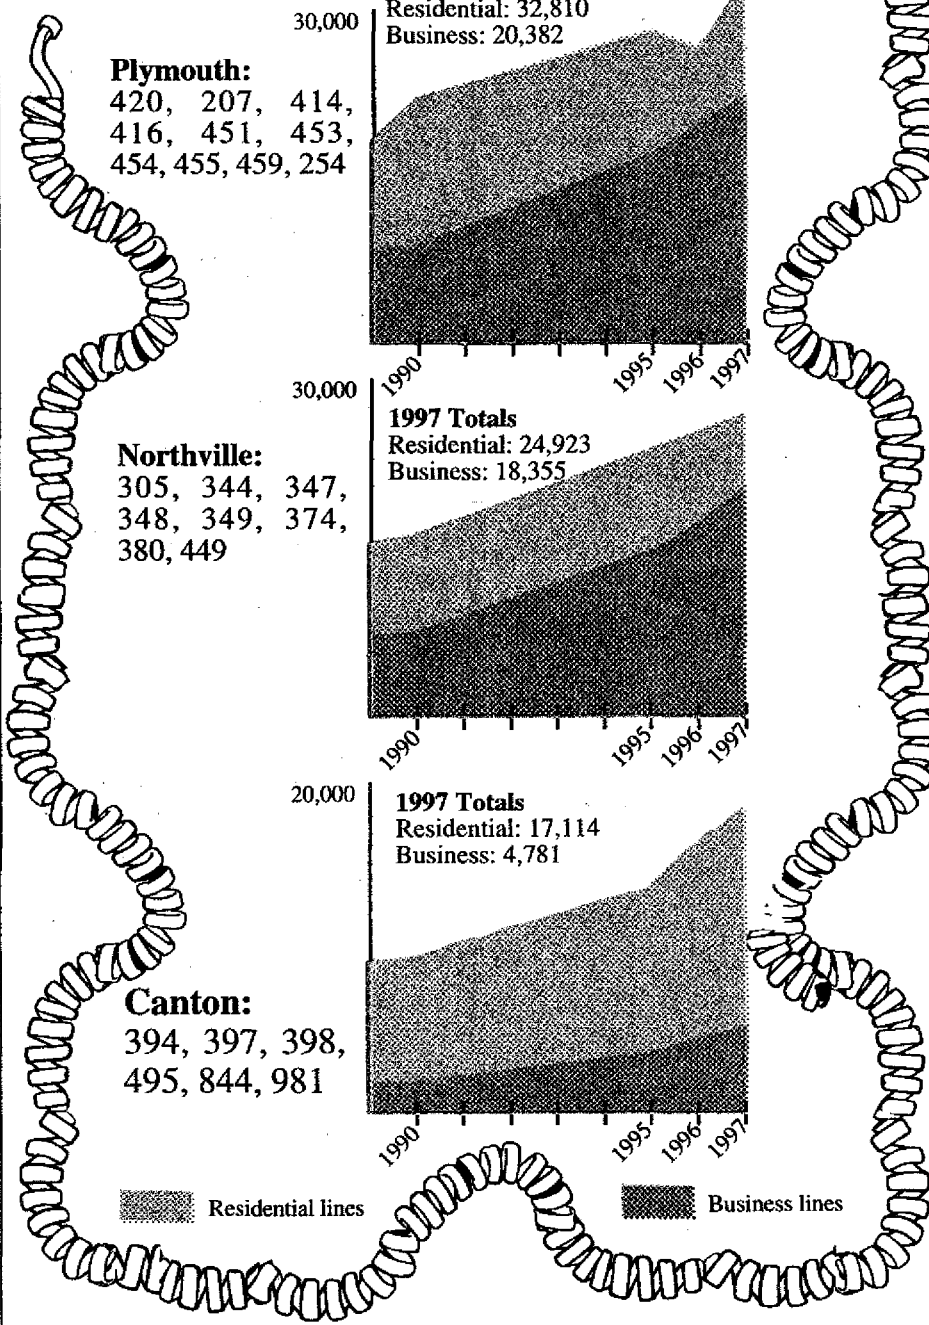 30,000
Residential: 32,810
Business: 20,382
Plymouth:
420, 207, 414,
416, 451, 453,
454, 455, 459, 254
1990
1995
1996
1997
30,000
1997 Totals
Residential: 24,923
Business: 18,355
Northville:
305, 344, 347,
348, 349, 374,
380, 449
1990
1995
1996
1997
20,000
1997 Totals
Residential: 17,114
Business: 4,781
Canton:
394, 397, 398,
495, 844, 981
1990
1995
1996
1997
Residential lines
Business lines